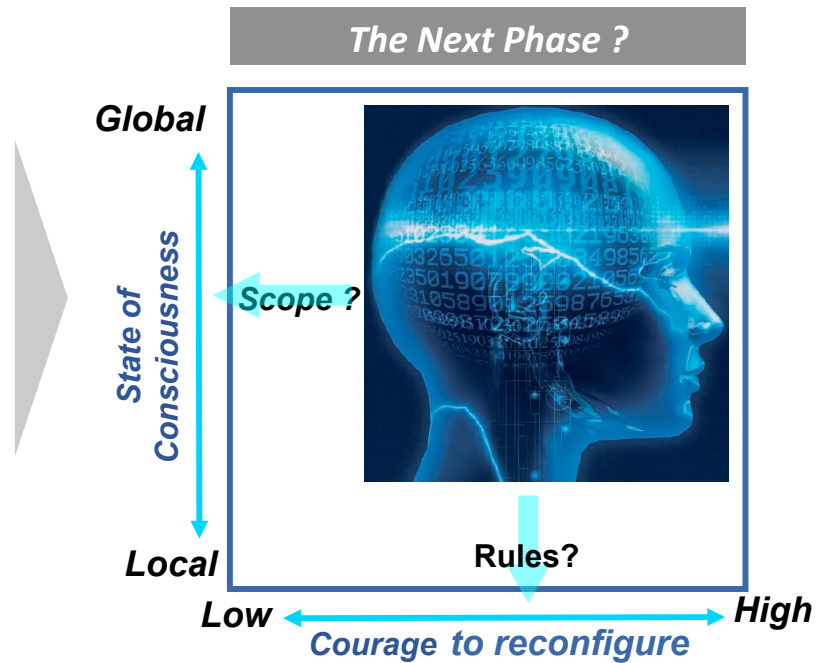 The Next Phase ?
Global
State of
Consciousness
Scope ?
Rules?
Local
Low
High
Courage to reconfigure